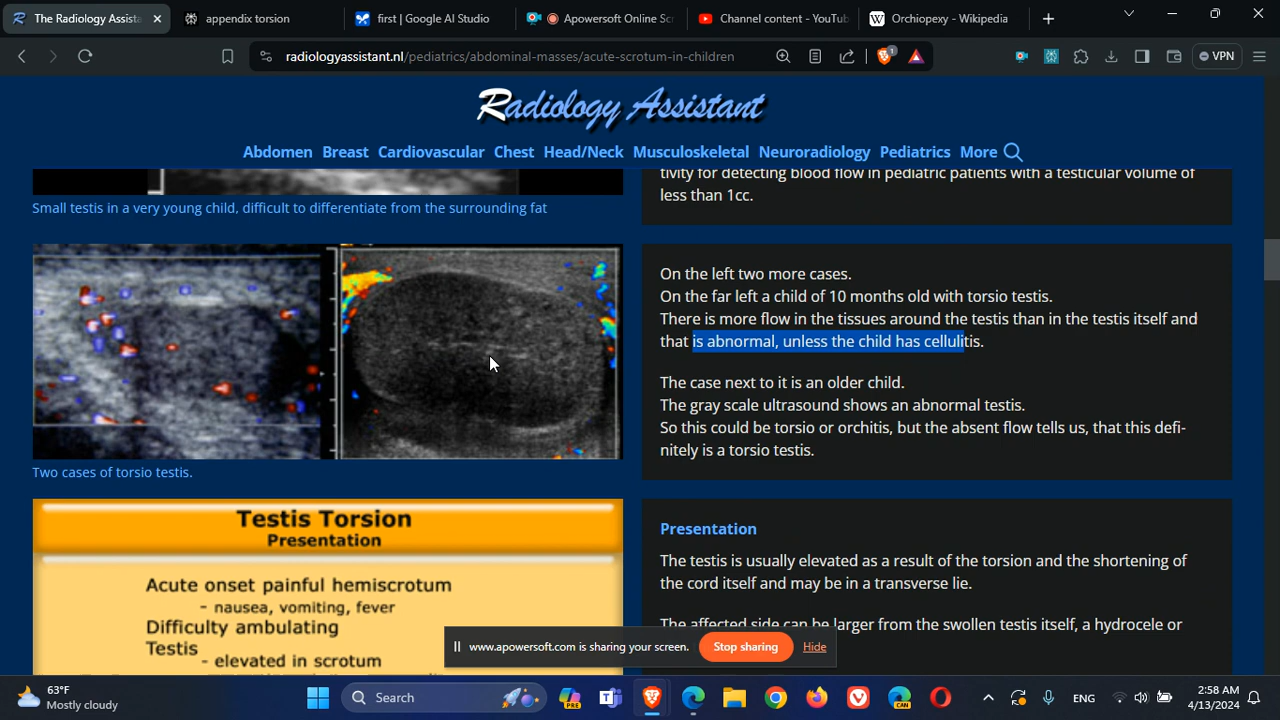 The Radiology Assista
appendix torsion
first | Google AI Studio
Apowersoft Online Scr
Channel content - YouTub
Orchiopexy - Wikipedia
radiologyassistant.nl/pediatrics/abdominal-masses/acute-scrotum-in-children
1
VPN
Radiology Assistant
Abdomen Breast Cardiovascular Chest Head/Neck Musculoskeletal Neuroradiology Pediatrics More
Small testis in a very young child, difficult to differentiate from the surrounding fat
tivity for detecting blood flow in pediatric patients with a testicular volume of
less than 1cc.
Two cases of torsio testis.
On the left two more cases.
On the far left a child of 10 months old with torsio testis.
There is more flow in the tissues around the testis than in the testis itself and
that is abnormal, unless the child has cellulitis.
The case next to it is an older child.
The gray scale ultrasound shows an abnormal testis.
So this could be torsio or orchitis, but the absent flow tells us, that this defi-
nitely is a torsio testis.
Testis Torsion
Presentation
Acute onset painful hemiscrotum
- nausea, vomiting, fever
Difficulty ambulating
Testis
- elevated in scrotum
Presentation
The testis is usually elevated as a result of the torsion and the shortening of
the cord itself and may be in a transverse lie.
The affected side can be larger from the swollen testis itself, a hydrocele or
www.apowersoft.com is sharing your screen.
Stop sharing
Hide
63°F
Mostly cloudy
Search
PRE
CAN
ENG
2:58 AM
4/13/2024